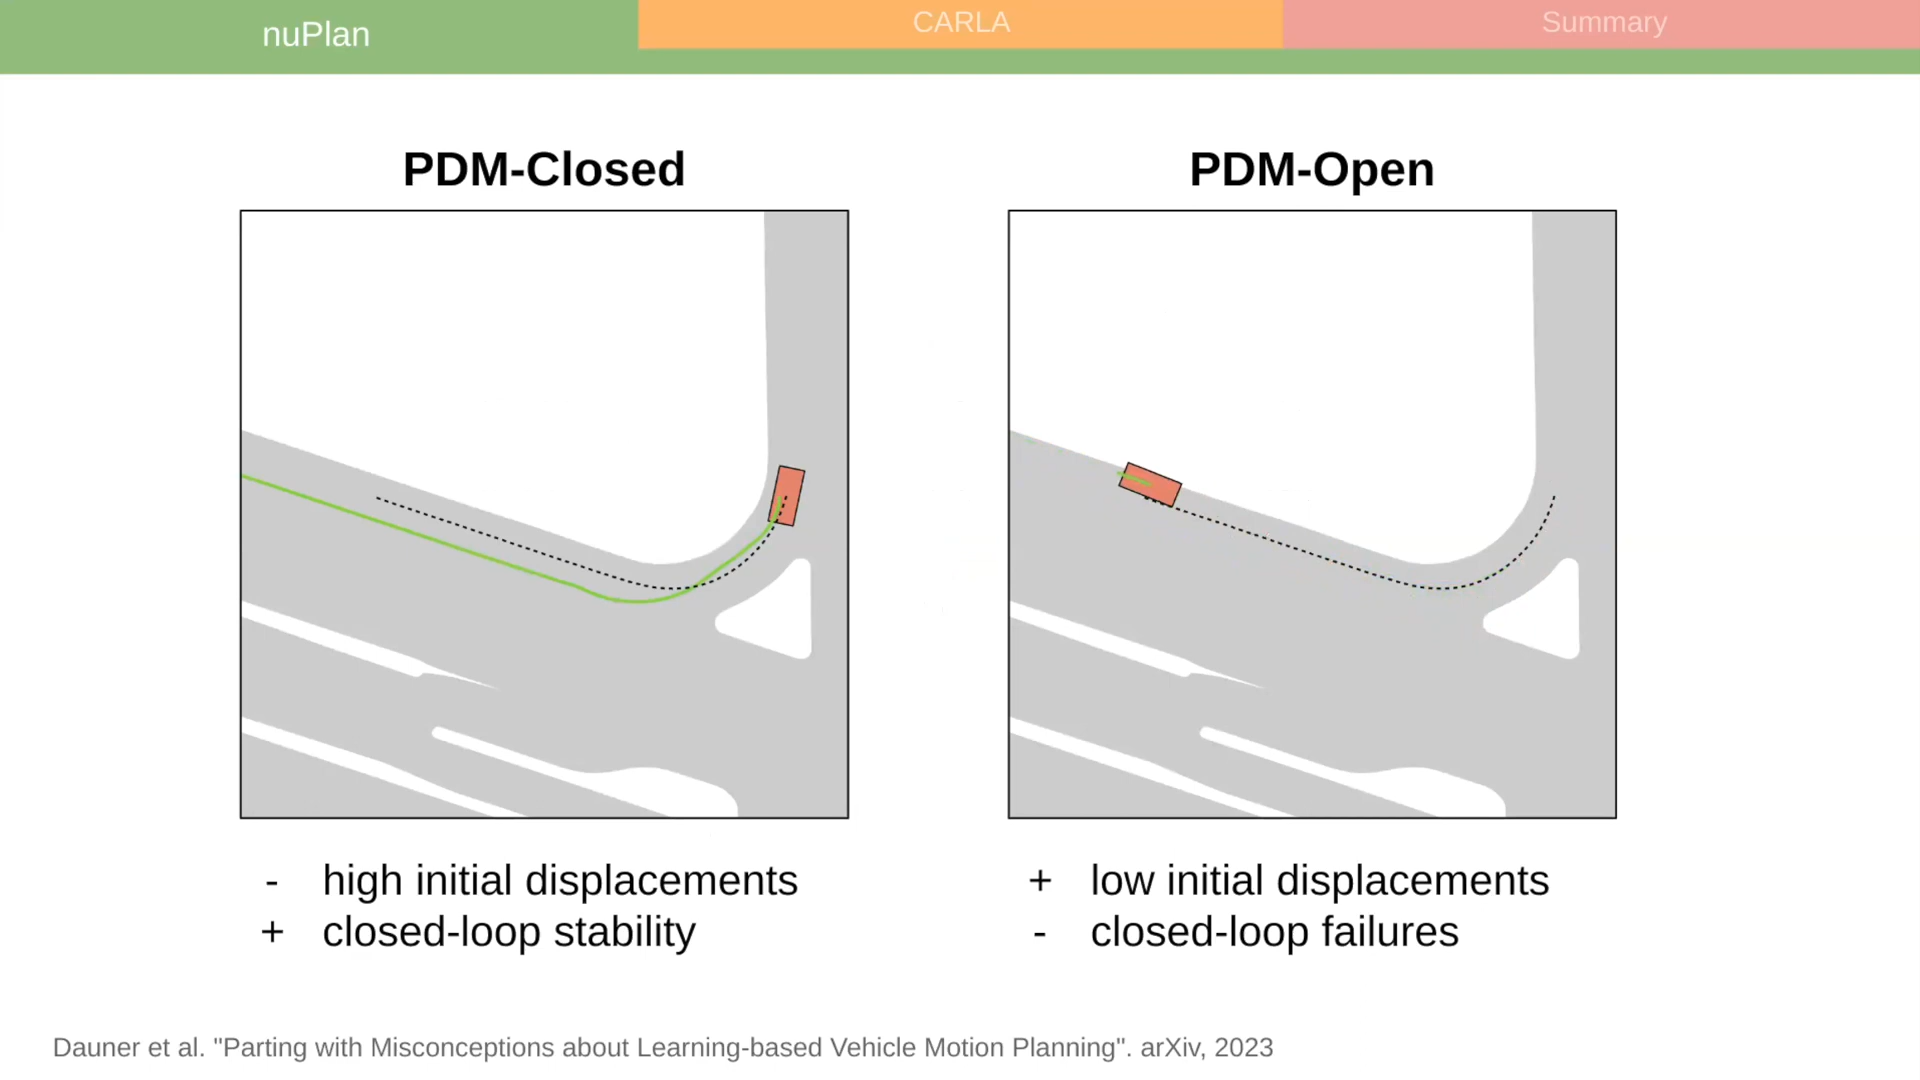 nuPlan
CARLA
Summary
PDM-Closed
PDM-Open
- high initial displacements
+ closed-loop stability
+ low initial displacements
- closed-loop failures
Dauner et al. "Parting with Misconceptions about Learning-based Vehicle Motion Planning". arXiv, 2023